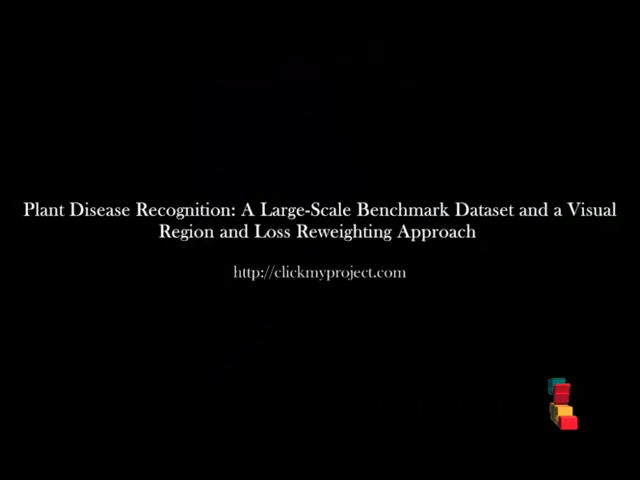 Plant Disease Recognition: A Large-Scale Benchmark Dataset and a Visual
Region and Loss Reweighting Approach
http://clickmyproject.com